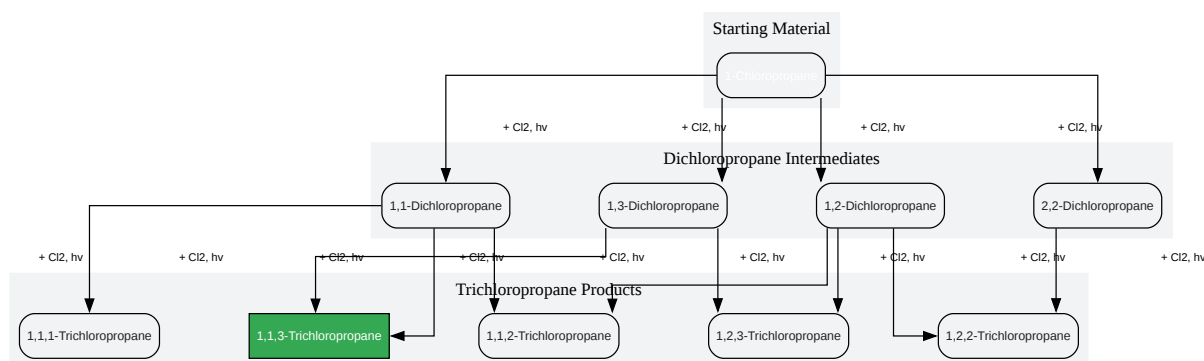 Starting Material
1-Chloropropane
+ Cl2, hv
+ Cl2, hv
+ Cl2, hv
+ Cl2, hv
Dichloropropane Intermediates
1,1-Dichloropropane
1,3-Dichloropropane
1,2-Dichloropropane
2,2-Dichloropropane
+ Cl2, hv
+ Cl2, hv
+ Cl2, hv
+ Cl2, hv
+ Cl2, hv
+ Cl2, hv
+ Cl2, hv
+ Cl2, hv
+ Cl2, hv
Trichloropropane Products
1,1,1-Trichloropropane
1,1,3-Trichloropropane
1,1,2-Trichloropropane
1,2,3-Trichloropropane
1,2,2-Trichloropropane